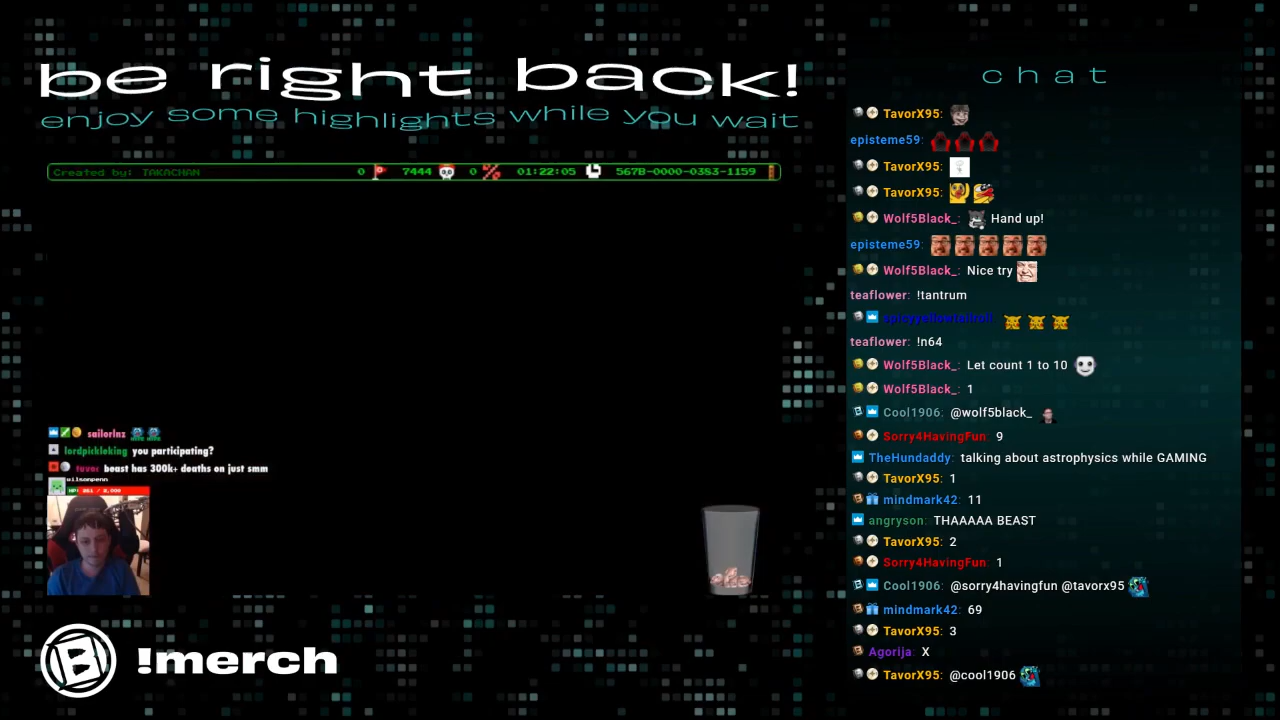 be right back!
enjoy some highlights while you wait
Created by: TAKACHAN 0 7444 0 01:22:05 567B-0000-0383-1159
sailorlnz
lordpickleking you participating?
tavor beast has 300k+ deaths on just smm
wilsonpenn
B !merch
chat
TavorX95:
episteme59:
TavorX95:
TavorX95:
Wolf5Black_: Hand up!
episteme59:
Wolf5Black_: Nice try
teaflower: !tantrum
teaflower: !n64
Wolf5Black_: Let count 1 to 10
Wolf5Black_: 1
Cool1906: @wolf5black_
Sorry4HavingFun: 9
TheHundaddy: talking about astrophysics while GAMING
TavorX95: 1
mindmark42: 11
angryson: THAAAAA BEAST
TavorX95: 2
Sorry4HavingFun: 1
Cool1906: @sorry4havingfun @tavorx95
mindmark42: 69
TavorX95: 3
Agorija: X
TavorX95: @cool1906